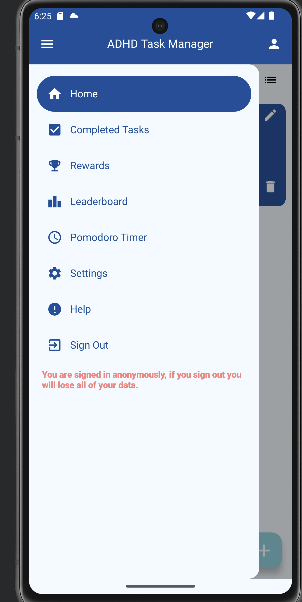 6:25
ADHD Task Manager
Home
Completed Tasks
Rewards
Leaderboard
Pomodoro Timer
Settings
Help
Sign Out
You are signed in anonymously, if you sign out you
will lose all of your data.